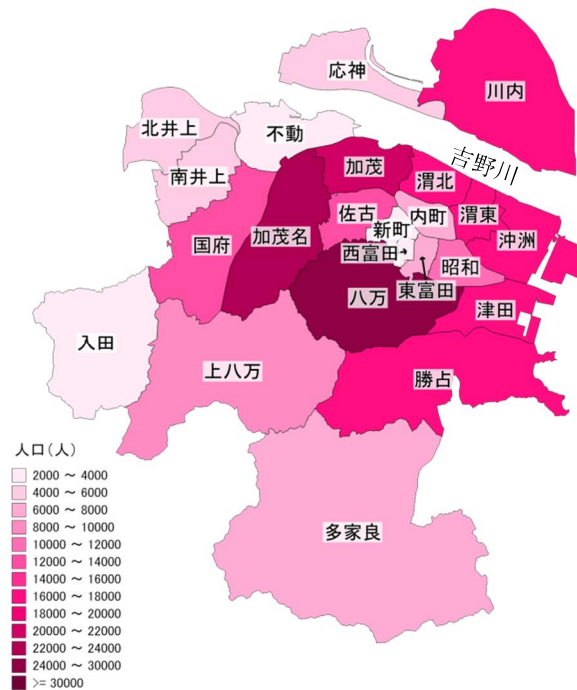 応神
川内
北井上
不動
吉野川
南井上
加茂
渭北
佐古
内町
渭東
国府
加茂名
新町
沖洲
西富田
昭和
八万
東富田
津田
入田
上八万
勝占
多家良
人口(人)
2000 ～ 4000
4000 ～ 6000
6000 ～ 8000
8000 ～ 10000
10000 ～ 12000
12000 ～ 14000
14000 ～ 16000
16000 ～ 18000
18000 ～ 20000
20000 ～ 22000
22000 ～ 24000
24000 ～ 30000
>= 30000